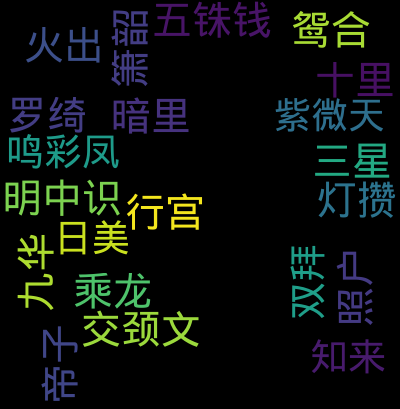 五铢钱
鸳合
火出
箫韶
十里
罗绮
暗里
紫微天
鸣彩凤
三星
明中识
灯攒
行宫
日美
九华
双拜
照户
乘龙
交颈文
帝子
知来